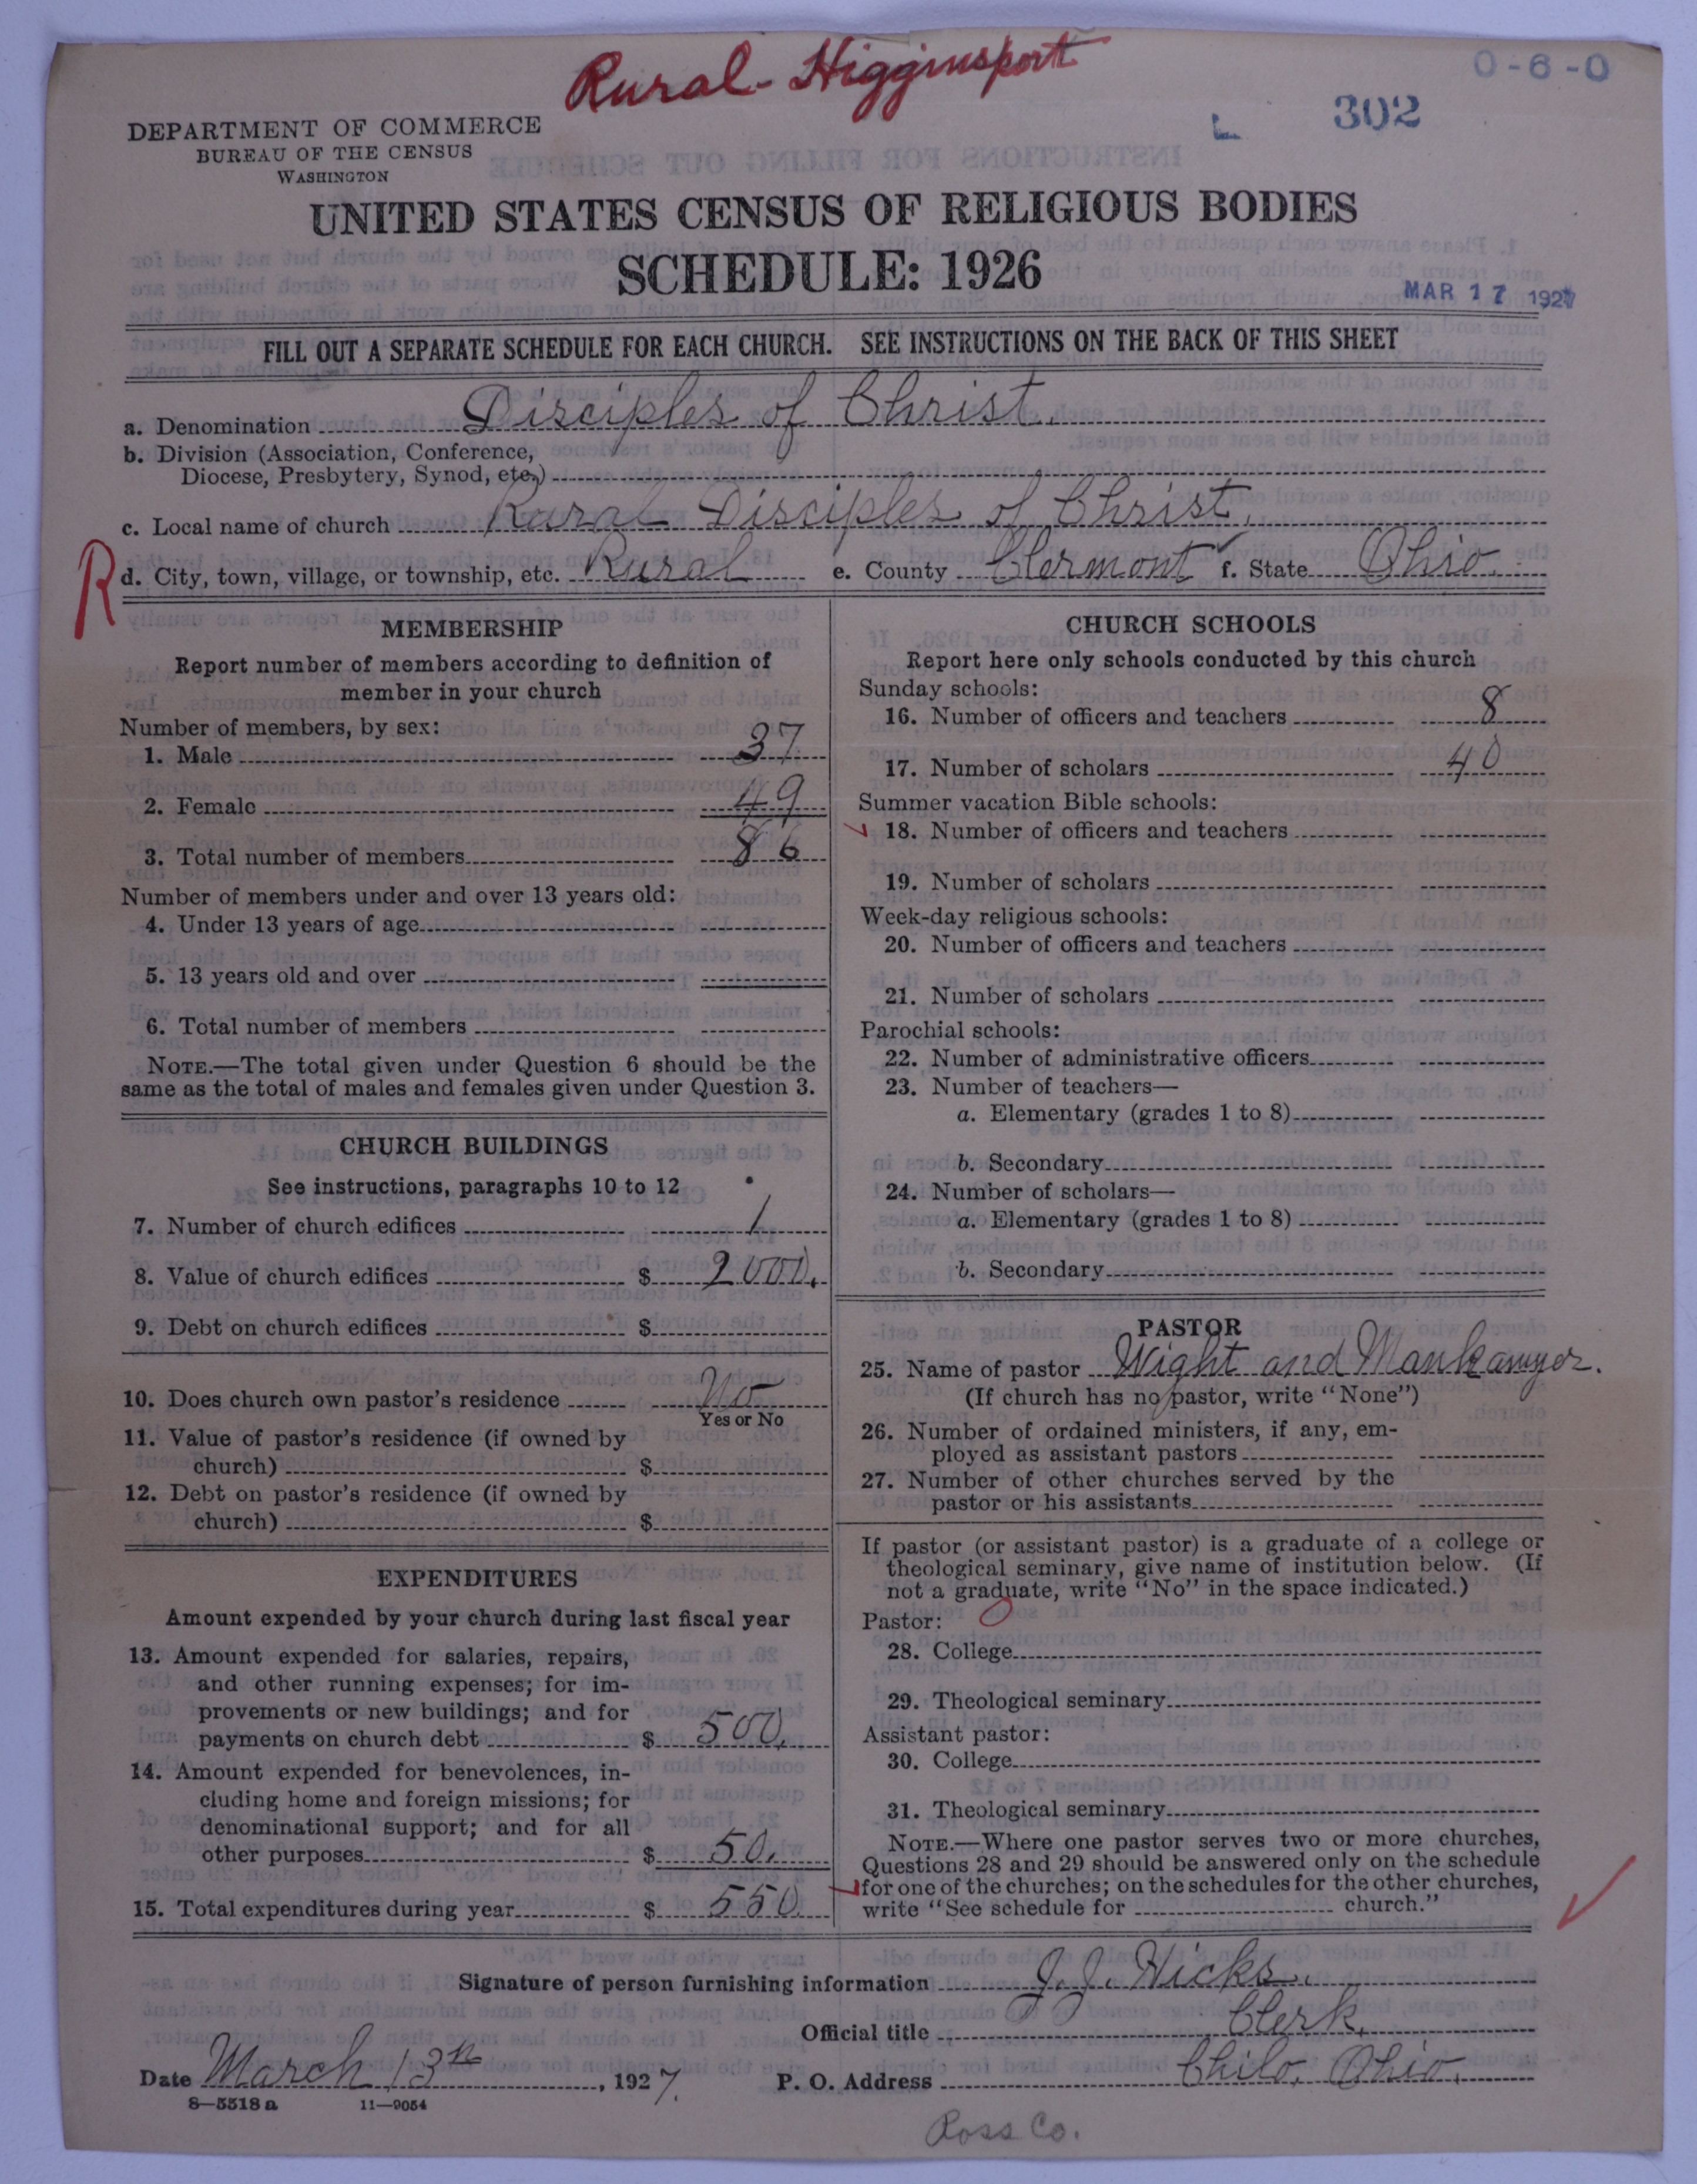 Rural - Higginsport
0-6-0
302
DEPARTMENT OF COMMERCE
BUREAU OF THE CENSUS
WASHINGTON
UNITED STATES CENSUS OF RELIGIOUS BODIES
SCHEDULE: 1926
MAR 17 1927
FILL OUT A SEPARATE SCHEDULE FOR EACH CHURCH. SEE INSTRUCTIONS ON THE BACK OF THIS SHEET
a. Denomination Disciples of Christ.
b. Division (Association, Conference,
Diocese, Presbytery, Synod, etc.)
c. Local name of church Rural Disciples of Christ.
R
d. City, town, village, or township, etc. Rural e. County Clermont f. State Ohio.
MEMBERSHIP
Report number of members according to definition of
member in your church
Number of members, by sex:
1. Male 37
2. Female 49
3. Total number of members 86
Number of members under and over 13 years old:
4. Under 13 years of age
5. 13 years old and over
6. Total number of members
NOTE.—The total given under Question 6 should be the
same as the total of males and females given under Question 3.
CHURCH BUILDINGS
See instructions, paragraphs 10 to 12
7. Number of church edifices 1
8. Value of church edifices $ 2000.
9. Debt on church edifices $
10. Does church own pastor's residence No
Yes or No
11. Value of pastor's residence (if owned by
church) $
12. Debt on pastor's residence (if owned by
church) $
EXPENDITURES
Amount expended by your church during last fiscal year
13. Amount expended for salaries, repairs,
and other running expenses; for im-
provements or new buildings; and for
payments on church debt $ 500.
14. Amount expended for benevolences, in-
cluding home and foreign missions; for
denominational support; and for all
other purposes $ 50.
15. Total expenditures during year $ 550
CHURCH SCHOOLS
Report here only schools conducted by this church
Sunday schools:
16. Number of officers and teachers 8
17. Number of scholars 40
Summer vacation Bible schools:
18. Number of officers and teachers
19. Number of scholars
Week-day religious schools:
20. Number of officers and teachers
21. Number of scholars
Parochial schools:
22. Number of administrative officers
23. Number of teachers—
a. Elementary (grades 1 to 8)
b. Secondary
24. Number of scholars—
a. Elementary (grades 1 to 8)
b. Secondary
PASTOR
25. Name of pastor Wight and
(If church has no pastor, write "None")
26. Number of ordained ministers, if any, em-
ployed as assistant pastors
27. Number of other churches served by the
pastor or his assistants
If pastor (or assistant pastor) is a graduate of a college or
theological seminary, give name of institution below. (If
not a graduate, write "No" in the space indicated.)
Pastor:
28. College
29. Theological seminary
Assistant pastor:
30. College
31. Theological seminary
NOTE.—Where one pastor serves two or more churches,
Questions 28 and 29 should be answered only on the schedule
for one of the churches; on the schedules for the other churches,
write "See schedule for church."
Signature of person furnishing information J. J. Hicks.
Official title Clerk.
Date March 13th, 1927. P. O. Address Chilo, Ohio.
8—5518a 11—9054
Ross Co.